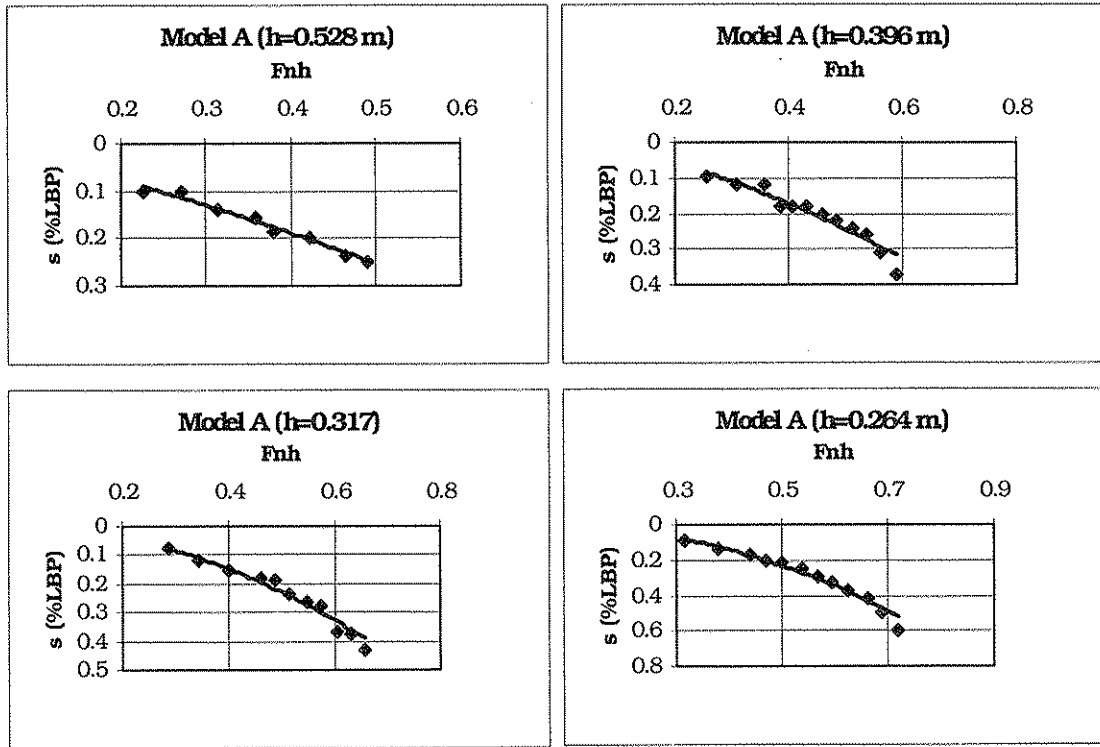 Model A (h=0.528 m)
Fnh
0.2 0.3 0.4 0.5 0.6
0
0.1
0.2
0.3
s (%LBP)
Model A (h=0.396 m)
Fnh
0.2 0.4 0.6 0.8
0
0.1
0.2
0.3
0.4
s (%LBP)
Model A (h=0.317)
Fnh
0.2 0.4 0.6 0.8
0
0.1
0.2
0.3
0.4
0.5
s (%LBP)
Model A (h=0.264 m)
Fnh
0.3 0.5 0.7 0.9
0
0.2
0.4
0.6
0.8
s (%LBP)